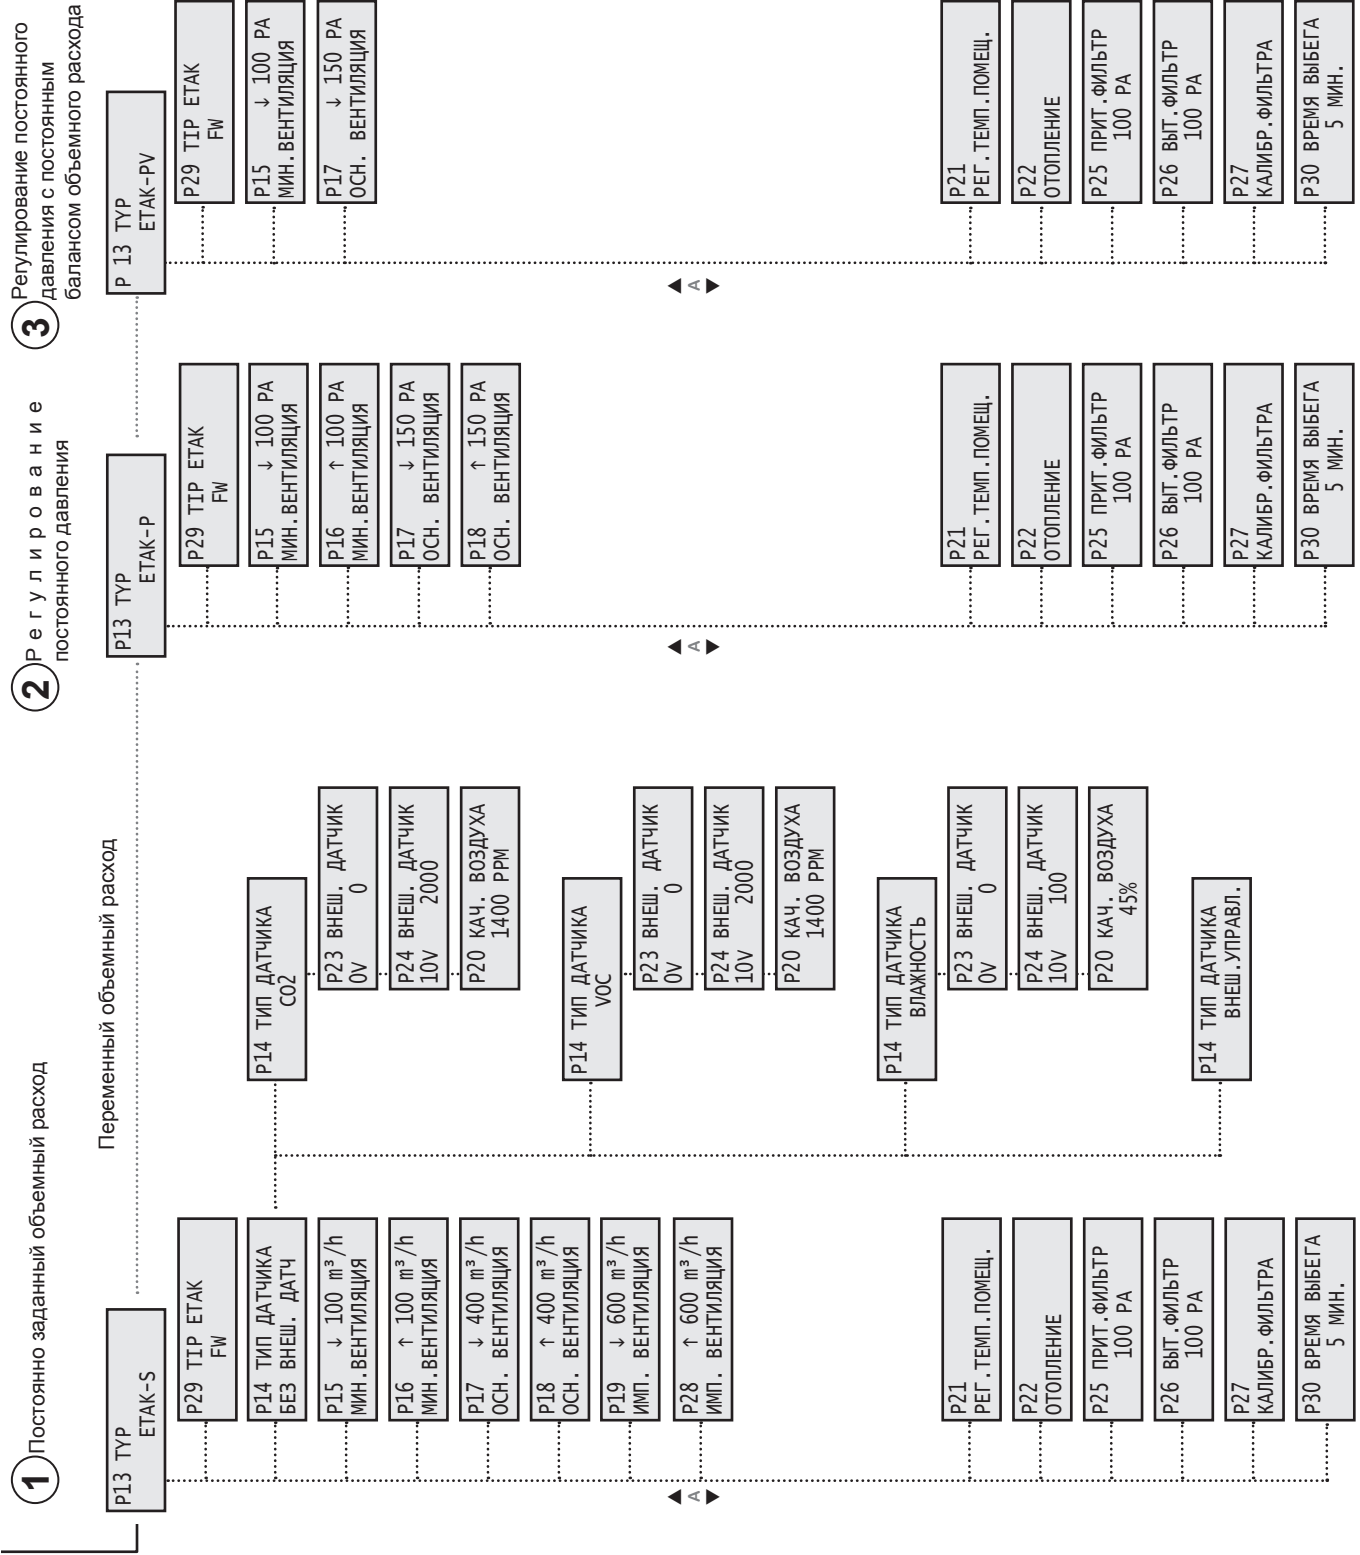 1
Постоянно заданный объемный расход
P13 TYP
ETAK-S
P29 TIP ETAK
FW
P14 ТИП ДАТЧИКА
БЕЗ ВНЕШ. ДАТЧ
P15 ↓ 100 m³/h
МИН.ВЕНТИЛЯЦИЯ
P16 ↑ 100 m³/h
МИН.ВЕНТИЛЯЦИЯ
P17 ↓ 400 m³/h
ОСН. ВЕНТИЛЯЦИЯ
P18 ↑ 400 m³/h
ОСН. ВЕНТИЛЯЦИЯ
P19 ↓ 600 m³/h
ИМП. ВЕНТИЛЯЦИЯ
P28 ↑ 600 m³/h
ИМП. ВЕНТИЛЯЦИЯ
A
P21
РЕГ.ТЕМП.ПОМЕЩ.
P22
ОТОПЛЕНИЕ
P25 ПРИТ.ФИЛЬТР
100 PA
P26 ВЫТ.ФИЛЬТР
100 PA
P27
КАЛИБР.ФИЛЬТРА
P30 ВРЕМЯ ВЫБЕГА
5 МИН.
Переменный объемный расход
P14 ТИП ДАТЧИКА
CO2
P23 ВНЕШ. ДАТЧИК
0V 0
P24 ВНЕШ. ДАТЧИК
10V 2000
P20 КАЧ. ВОЗДУХА
1400 PPM
P14 ТИП ДАТЧИКА
VOC
P23 ВНЕШ. ДАТЧИК
0V 0
P24 ВНЕШ. ДАТЧИК
10V 2000
P20 КАЧ. ВОЗДУХА
1400 PPM
P14 ТИП ДАТЧИКА
ВЛАЖНОСТЬ
P23 ВНЕШ. ДАТЧИК
0V 0
P24 ВНЕШ. ДАТЧИК
10V 100
P20 КАЧ. ВОЗДУХА
45%
P14 ТИП ДАТЧИКА
ВНЕШ.УПРАВЛ.
2
Регулирование
постоянного давления
P13 TYP
ETAK-P
P29 TIP ETAK
FW
P15 ↓ 100 PA
МИН.ВЕНТИЛЯЦИЯ
P16 ↑ 100 PA
МИН.ВЕНТИЛЯЦИЯ
P17 ↓ 150 PA
ОСН. ВЕНТИЛЯЦИЯ
P18 ↑ 150 PA
ОСН. ВЕНТИЛЯЦИЯ
A
P21
РЕГ.ТЕМП.ПОМЕЩ.
P22
ОТОПЛЕНИЕ
P25 ПРИТ.ФИЛЬТР
100 PA
P26 ВЫТ.ФИЛЬТР
100 PA
P27
КАЛИБР.ФИЛЬТРА
P30 ВРЕМЯ ВЫБЕГА
5 МИН.
3
Регулирование постоянного
давления с постоянным
балансом объемного расхода
P 13 TYP
ETAK-PV
P29 TIP ETAK
FW
P15 ↓ 100 PA
МИН.ВЕНТИЛЯЦИЯ
P17 ↓ 150 PA
ОСН. ВЕНТИЛЯЦИЯ
A
P21
РЕГ.ТЕМП.ПОМЕЩ.
P22
ОТОПЛЕНИЕ
P25 ПРИТ.ФИЛЬТР
100 PA
P26 ВЫТ.ФИЛЬТР
100 PA
P27
КАЛИБР.ФИЛЬТРА
P30 ВРЕМЯ ВЫБЕГА
5 МИН.